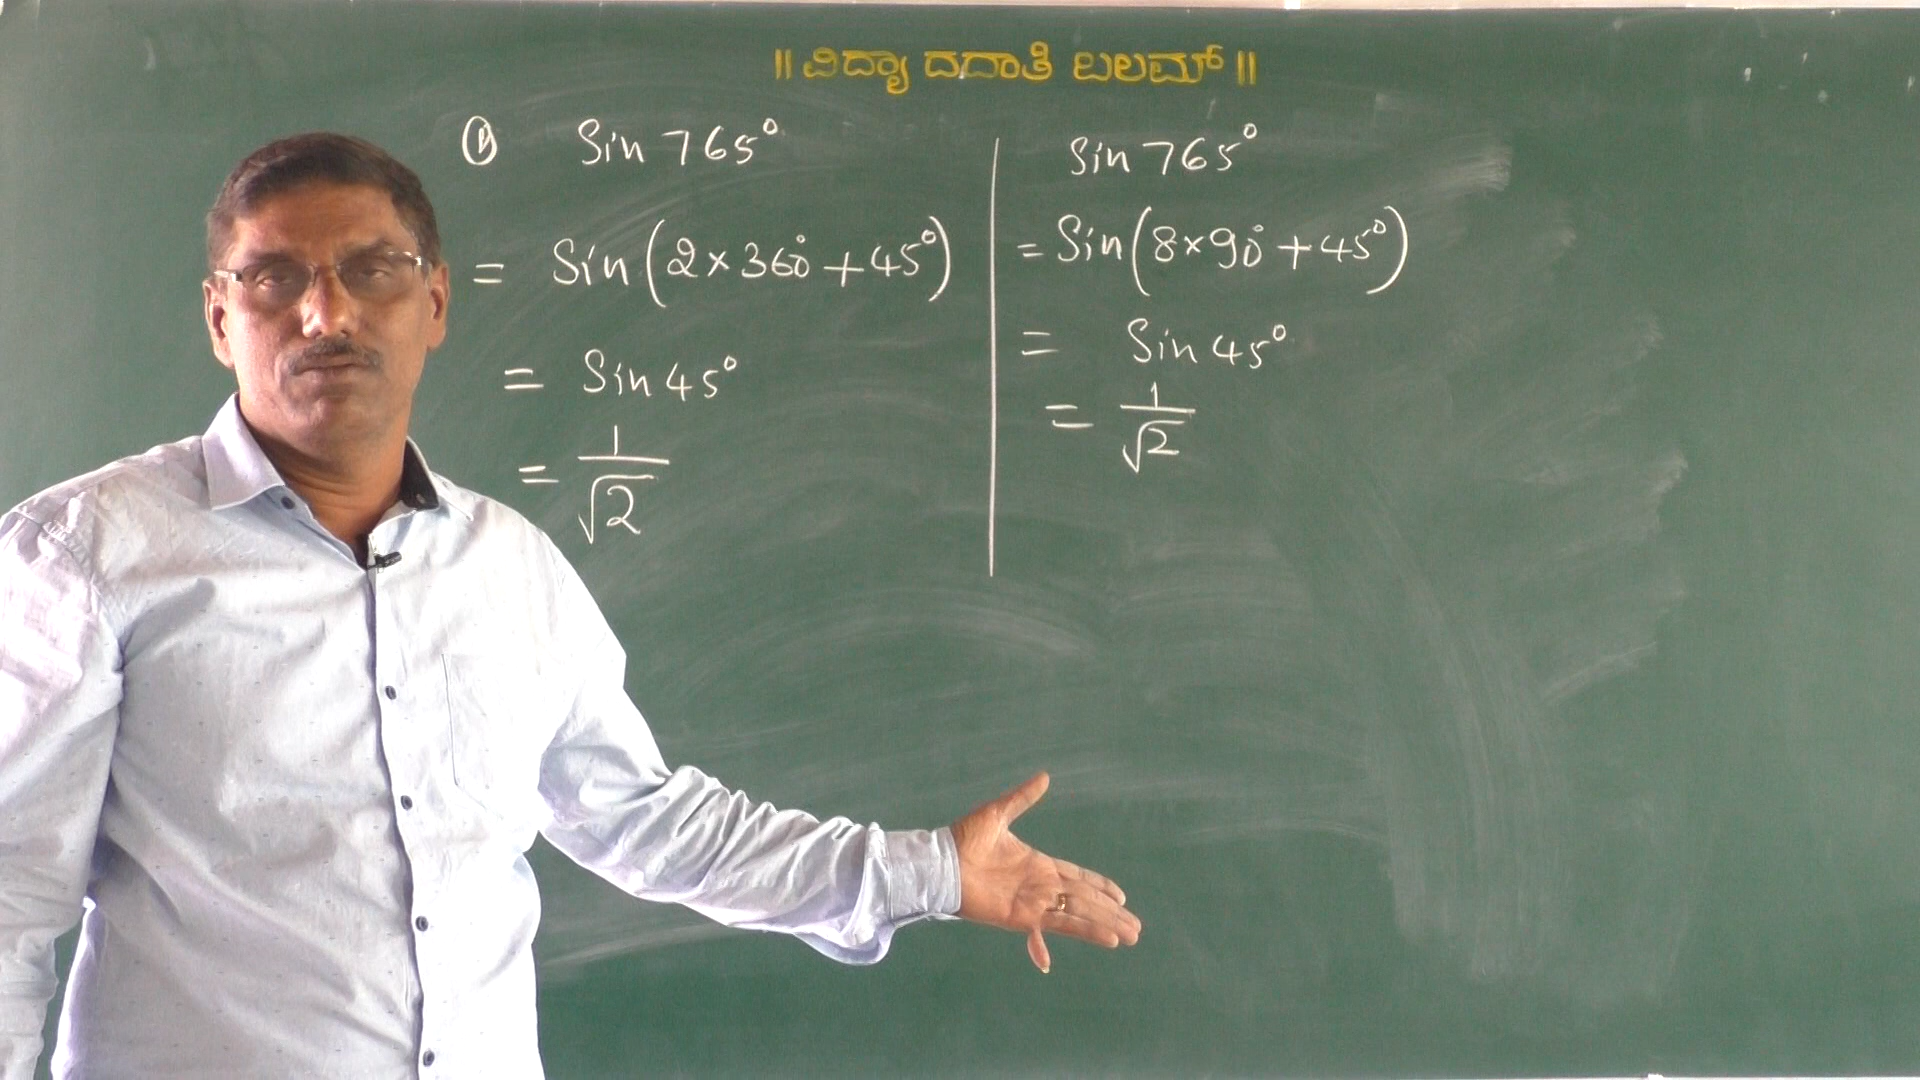 ॥ ವಿದ್ಯಾ ದದಾತಿ ಬಲಮ್ ॥
① Sin 765°
= Sin(2×360°+45°)
= Sin 45°
= 1/√2
Sin 765°
= Sin(8×90°+45°)
= Sin 45°
= 1/√2